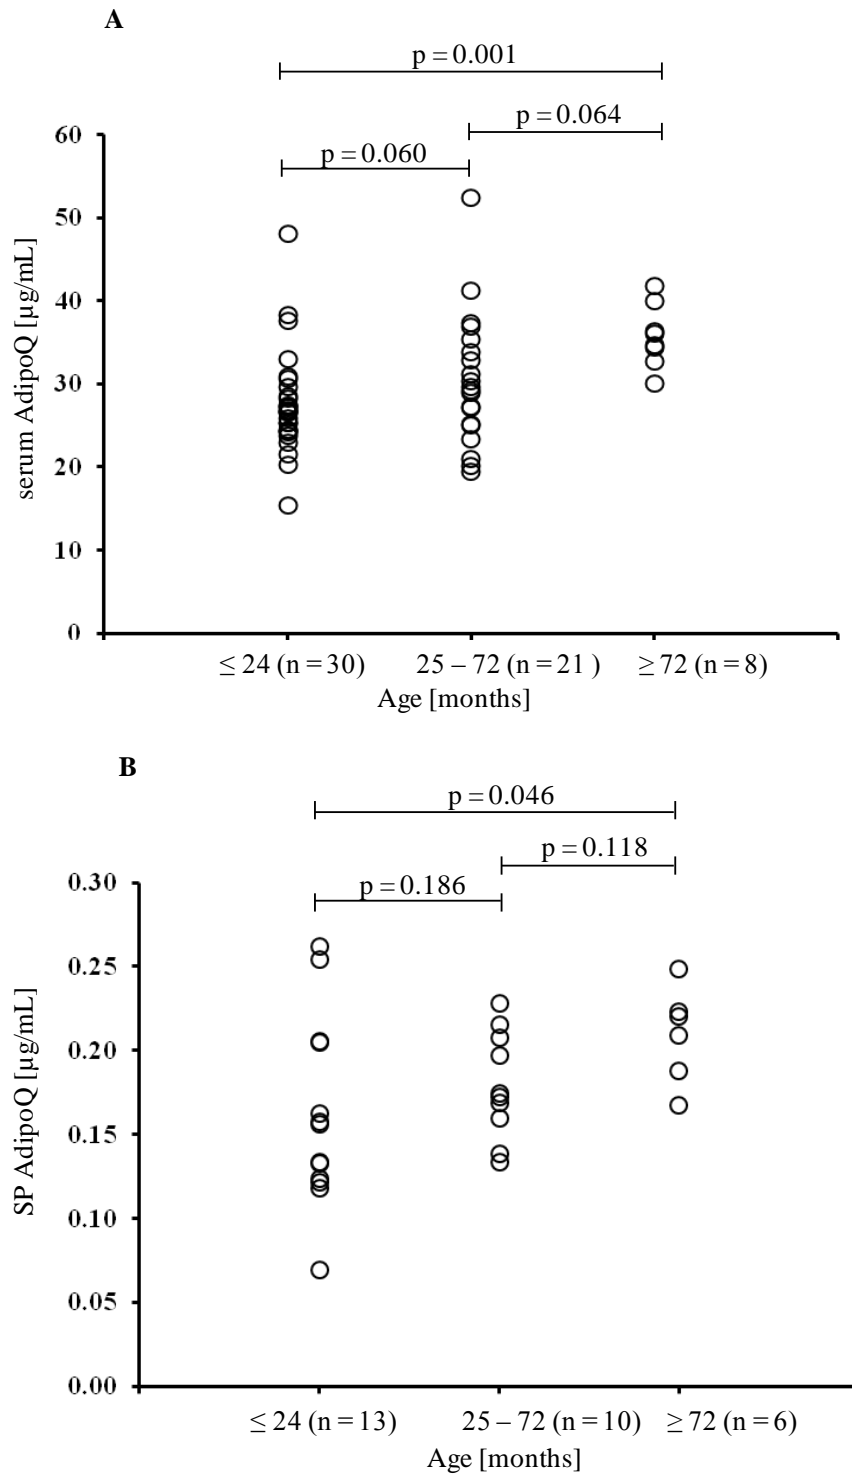 A
p = 0.001
p = 0.064
p = 0.060
60
50
40
30
20
10
0
serum AdipoQ [µg/mL]
≤ 24 (n = 30) 25 – 72 (n = 21 ) ≥ 72 (n = 8)
Age [months]
B
p = 0.046
p = 0.118
p = 0.186
0.30
0.25
0.20
0.15
0.10
0.05
0.00
SP AdipoQ [µg/mL]
≤ 24 (n = 13) 25 – 72 (n = 10) ≥ 72 (n = 6)
Age [months]